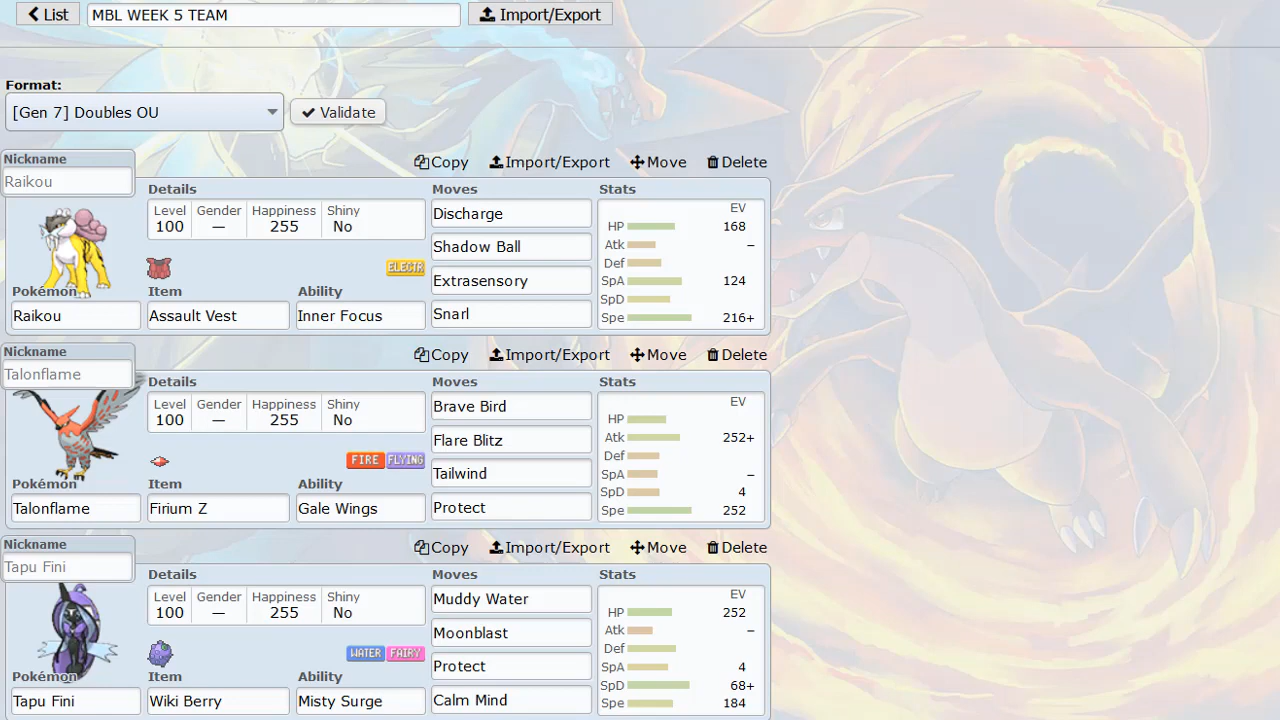 List
MBL WEEK 5 TEAM
Import/Export
Format:
[Gen 7] Doubles OU
Validate
Nickname
Raikou
Copy Import/Export Move Delete
Details Moves Stats
Level Gender Happiness Shiny
100 — 255 No
Discharge
Shadow Ball
Extrasensory
Snarl
EV
HP 168
Atk –
Def
SpA 124
SpD
Spe 216+
ELECTR
Pokémon Item Ability
Raikou Assault Vest Inner Focus
Nickname
Talonflame
Copy Import/Export Move Delete
Details Moves Stats
Level Gender Happiness Shiny
100 — 255 No
Brave Bird
Flare Blitz
Tailwind
Protect
EV
HP
Atk 252+
Def
SpA –
SpD 4
Spe 252
FIRE FLYING
Pokémon Item Ability
Talonflame Firium Z Gale Wings
Nickname
Tapu Fini
Copy Import/Export Move Delete
Details Moves Stats
Level Gender Happiness Shiny
100 — 255 No
Muddy Water
Moonblast
Protect
Calm Mind
EV
HP 252
Atk –
Def
SpA 4
SpD 68+
Spe 184
WATER FAIRY
Pokémon Item Ability
Tapu Fini Wiki Berry Misty Surge